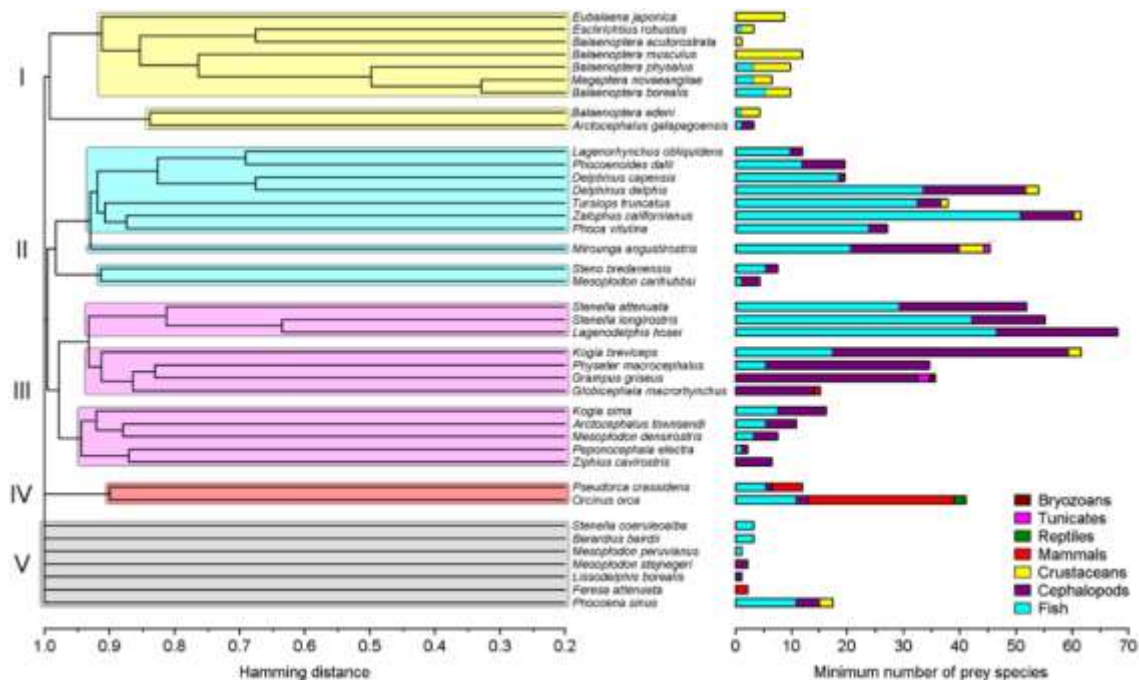 I
II
III
IV
V
Eubalaena japonica
Eschrichtius robustus
Balaenoptera acutorostrata
Balaenoptera musculus
Balaenoptera physalus
Megaptera novaeangliae
Balaenoptera borealis
Balaenoptera edeni
Arctocephalus galapagoensis
Lagenorhynchus obliquidens
Phocoenoides dalli
Delphinus capensis
Delphinus delphis
Tursiops truncatus
Zalophus californianus
Phoca vitulina
Mirounga angustirostris
Steno bredanensis
Mesoplodon carlhubbsi
Stenella attenuata
Stenella longirostris
Lagenodelphis hosei
Kogia breviceps
Physeter macrocephalus
Grampus griseus
Globicephala macrorhynchus
Kogia sima
Arctocephalus townsendi
Mesoplodon densirostris
Peponocephala electra
Ziphius cavirostris
Pseudorca crassidens
Orcinus orca
Stenella coeruleoalba
Berardius bairdii
Mesoplodon peruvianus
Mesoplodon stejnegeri
Lissodelphis borealis
Feresa attenuata
Phocoena sinus
Bryozoans
Tunicates
Reptiles
Mammals
Crustaceans
Cephalopods
Fish
1.0 0.9 0.8 0.7 0.6 0.5 0.4 0.3 0.2
Hamming distance
0 10 20 30 40 50 60 70
Minimum number of prey species